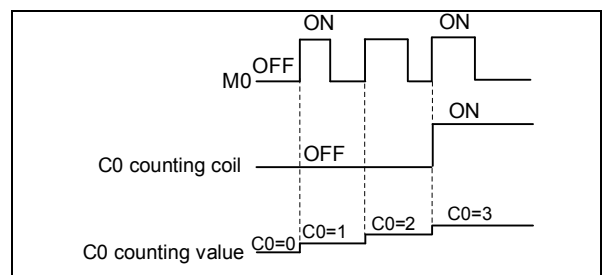 ON ON
OFF
M0
ON
OFF
C0 counting coil
C0=3
C0=2
C0=1
C0=0
C0 counting value